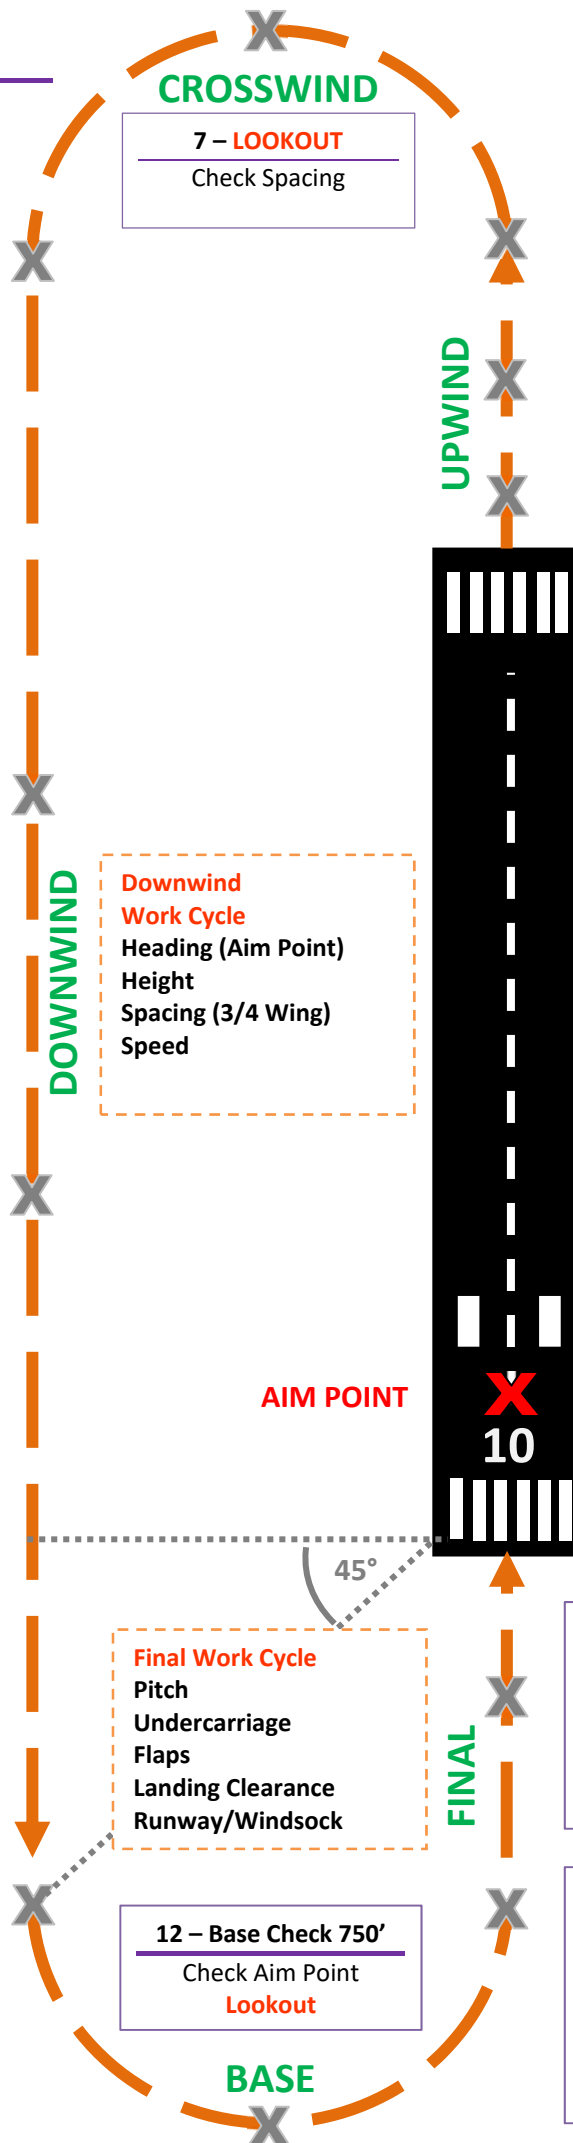 CROSSWIND
7 – LOOKOUT
Check Spacing
UPWIND
DOWNWIND
Downwind
Work Cycle
Heading (Aim Point)
Height
Spacing (3/4 Wing)
Speed
AIM POINT
X
10
45°
Final Work Cycle
Pitch
Undercarriage
Flaps
Landing Clearance
Runway/Windsock
FINAL
12 – Base Check 750’
Check Aim Point
Lookout
BASE